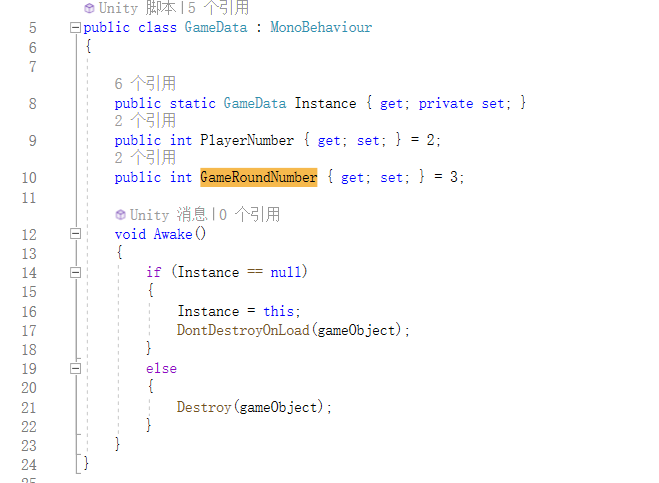 Unity 脚本|5 个引用
5 public class GameData : MonoBehaviour
6 {
7
6 个引用
8 public static GameData Instance { get; private set; }
2 个引用
9 public int PlayerNumber { get; set; } = 2;
2 个引用
10 public int GameRoundNumber { get; set; } = 3;
11
Unity 消息|0 个引用
12 void Awake()
13 {
14 if (Instance == null)
15 {
16 Instance = this;
17 DontDestroyOnLoad(gameObject);
18 }
19 else
20 {
21 Destroy(gameObject);
22 }
23 }
24 }
25